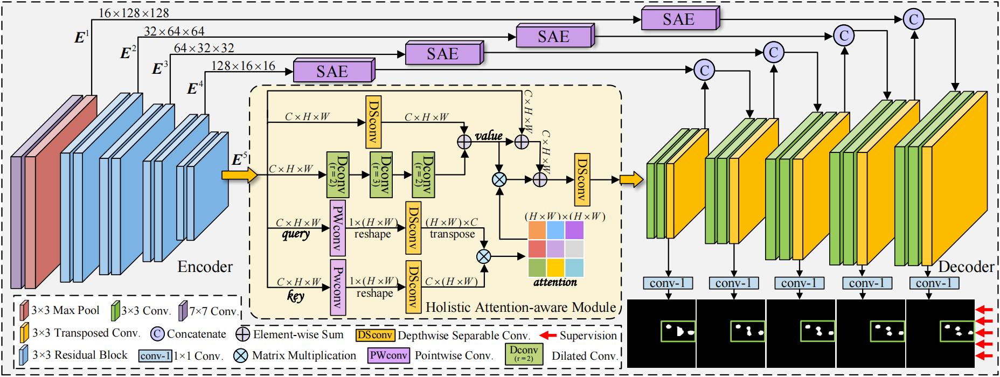 16×128×128
SAE
C
E1
32×64×64
SAE
C
E2
64×32×32
SAE
C
E3
128×16×16
SAE
C
E4
C×H×W
DSconv
C×H×W
C×H×W
value
C×H×W
E5
C×H×W
Dconv
(r=2)
Dconv
(r=3)
Dconv
(r=2)
DSconv
C×H×W
query
PWconv
1×(H×W)
reshape
DSconv
(H×W)×C
transpose
(H×W)×(H×W)
attention
C×H×W
key
Pwconv
1×(H×W)
reshape
DSconv
C×(H×W)
Encoder
Holistic Attention-aware Module
Decoder
conv-1
conv-1
conv-1
conv-1
conv-1
3×3 Max Pool
3×3 Conv.
7×7 Conv.
3×3 Transposed Conv.
C
Concatenate
Element-wise Sum
DSconv
Depthwise Separable Conv.
Supervision
3×3 Residual Block
conv-1
1×1 Conv.
Matrix Multiplication
PWconv
Pointwise Conv.
Dconv
(r=2)
Dilated Conv.